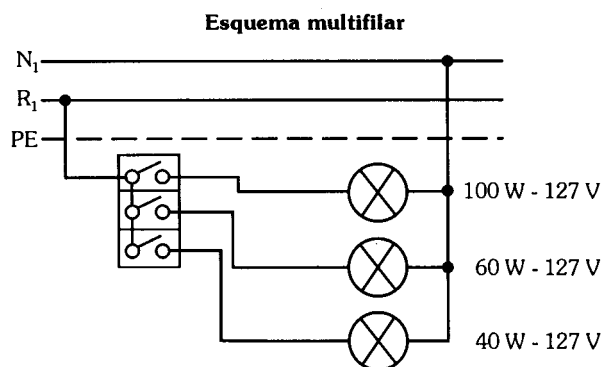 Esquema multifilar
N₁
R₁
PE
100 W - 127 V
60 W - 127 V
40 W - 127 V